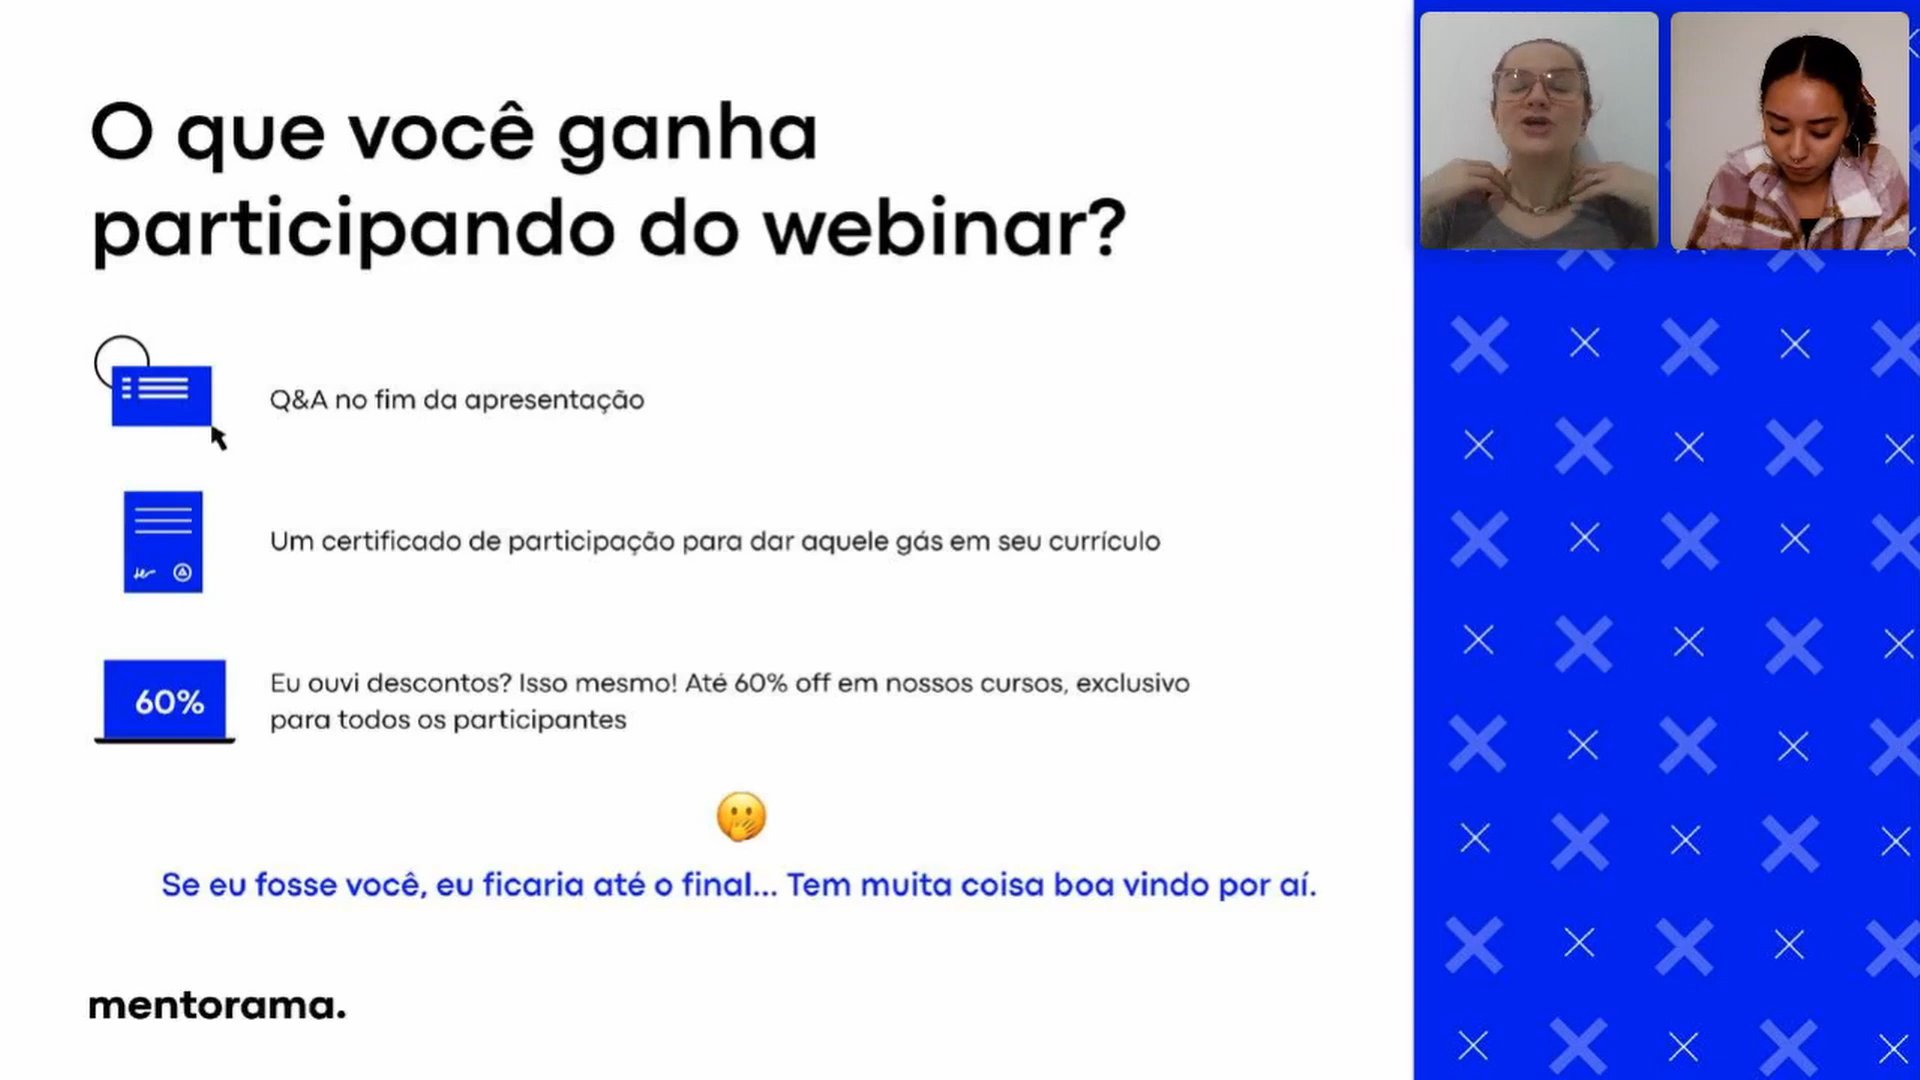 O que você ganha
participando do webinar?
Q&A no fim da apresentação
Um certificado de participação para dar aquele gás em seu currículo
60%
Eu ouvi descontos? Isso mesmo! Até 60% off em nossos cursos, exclusivo
para todos os participantes
Se eu fosse você, eu ficaria até o final... Tem muita coisa boa vindo por aí.
mentorama.